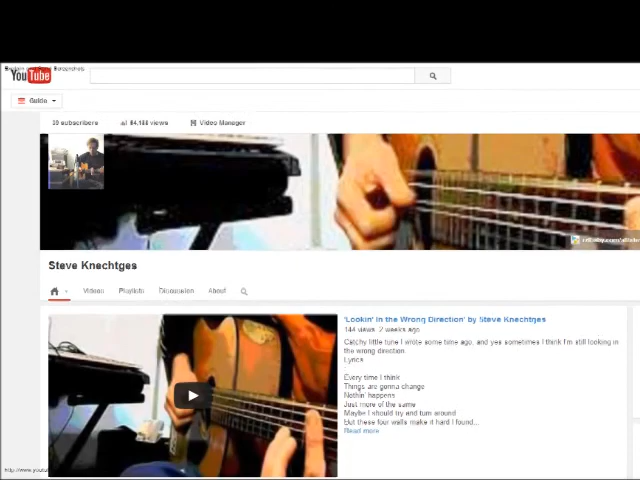 YouTube
Guide
39 subscribers
views
Video Manager
Steve Knechtges
Videos
Playlists
Discussion
About
'Lookin' In the Wrong Direction' by Steve Knechtges
144 views 2 weeks ago
Catchy little tune I wrote some time ago, and yes sometimes I think I'm still looking in
the wrong direction.
Lyrics
Every time I think
Things are gonna change
Nothin' happens
Just more of the same
Maybe I should try and turn around
But these four walls make it hard I found...
Read more